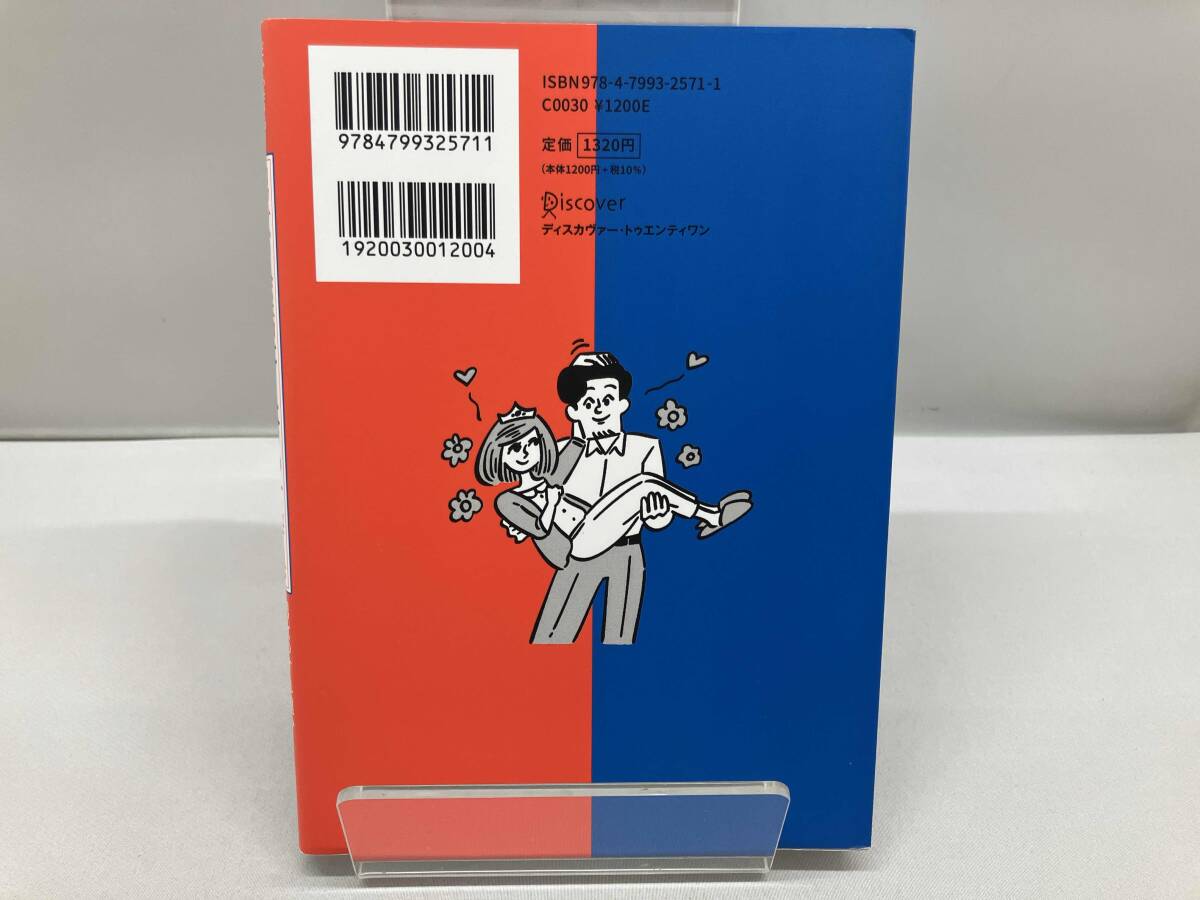 9784799325711
1920030012004
ISBN978-4-7993-2571-1
C0030 ¥1200E
定価 1320円
(本体1200円+税10%)
Discover
ディスカヴァー・トゥエンティワン